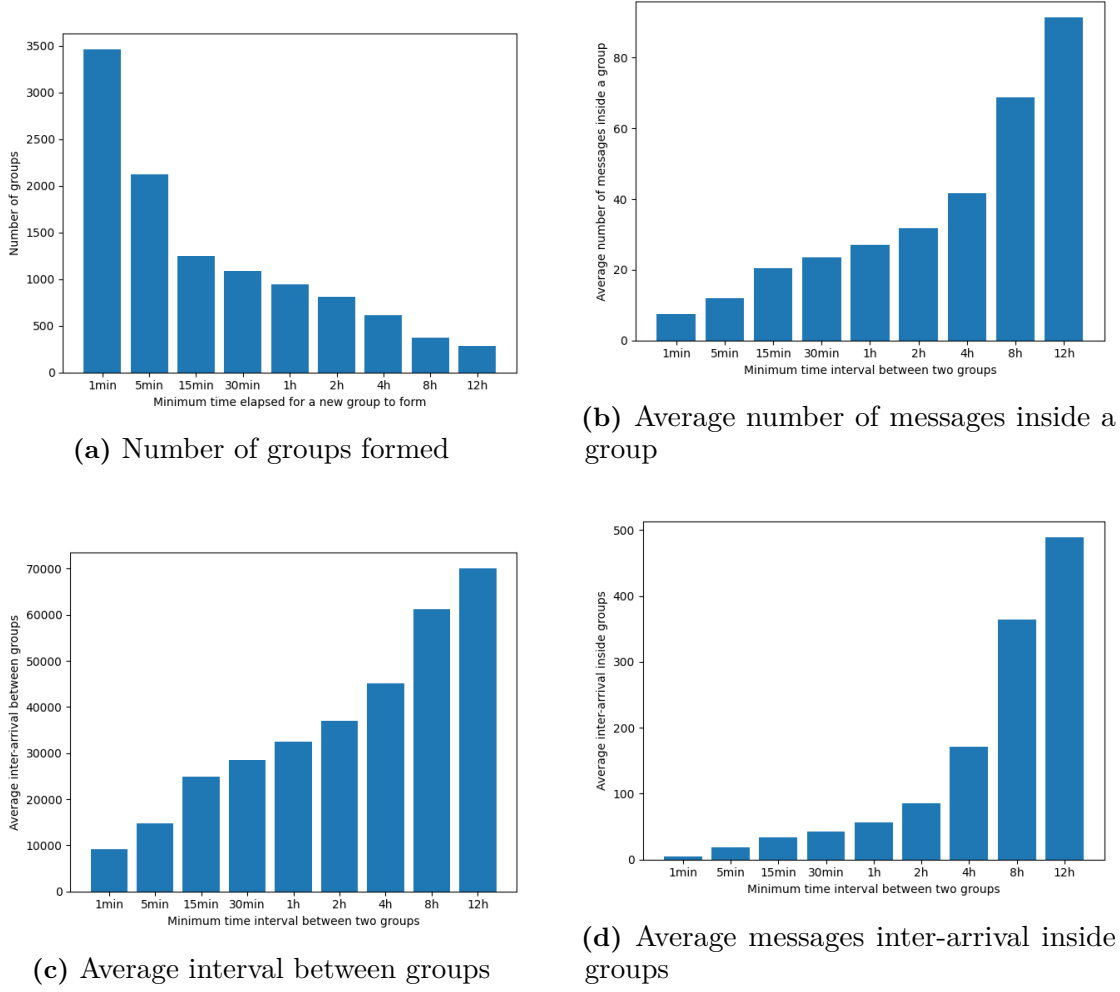 3500
3000
2500
2000
1500
1000
500
0
Number of groups
1min 5min 15min 30min 1h 2h 4h 8h 12h
Minimum time elapsed for a new group to form
(a) Number of groups formed
80
60
40
20
0
Average number of messages inside a group
1min 5min 15min 30min 1h 2h 4h 8h 12h
Minimum time interval between two groups
(b) Average number of messages inside a
group
70000
60000
50000
40000
30000
20000
10000
0
Average inter-arrival between groups
1min 5min 15min 30min 1h 2h 4h 8h 12h
Minimum time interval between two groups
(c) Average interval between groups
500
400
300
200
100
0
Average inter-arrival inside groups
1min 5min 15min 30min 1h 2h 4h 8h 12h
Minimum time interval between two groups
(d) Average messages inter-arrival inside
groups